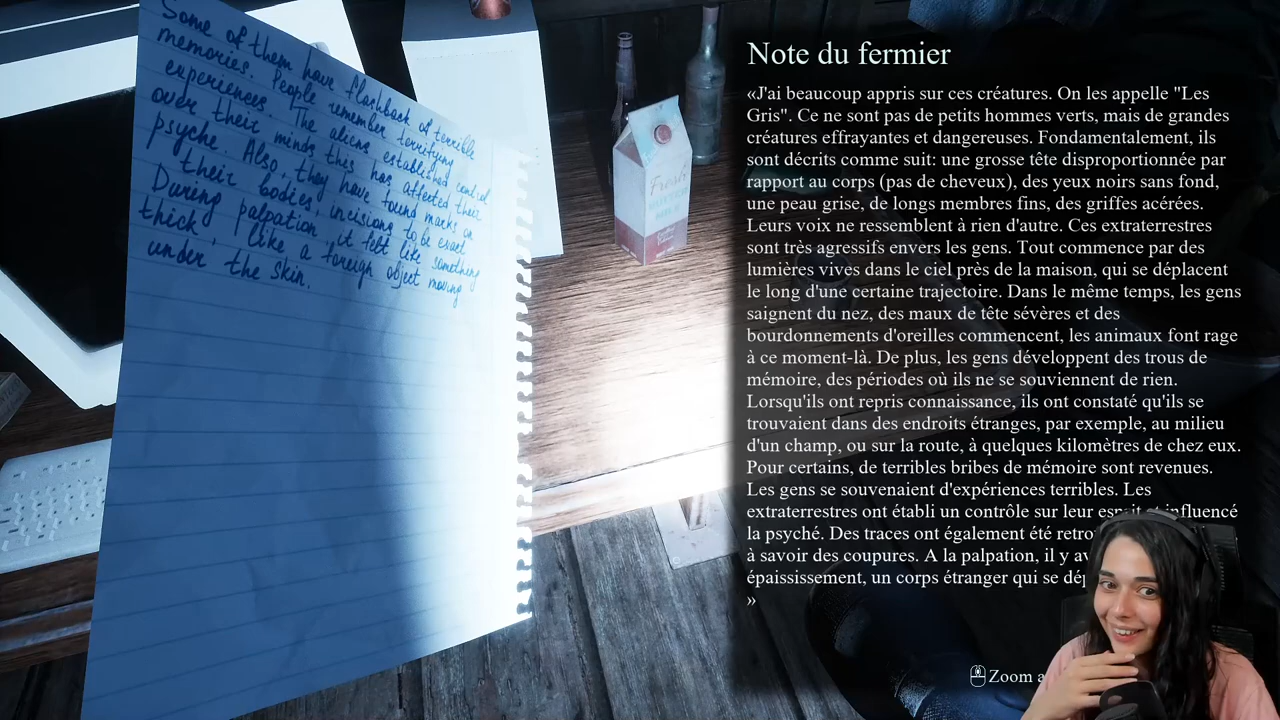 Some of them have flashback of terrible
memories. People remember terrifying
experiences. The aliens established control
over their minds this has affected their
psyche. Also, they have found marks on
their bodies, incisions to be exact
During palpation, it felt like something
thick, like a foreign object moving
under the skin.
Fresh
Note du fermier
«J'ai beaucoup appris sur ces créatures. On les appelle "Les
Gris". Ce ne sont pas de petits hommes verts, mais de grandes
créatures effrayantes et dangereuses. Fondamentalement, ils
sont décrits comme suit: une grosse tête disproportionnée par
rapport au corps (pas de cheveux), des yeux noirs sans fond,
une peau grise, de longs membres fins, des griffes acérées.
Leurs voix ne ressemblent à rien d'autre. Ces extraterrestres
sont très agressifs envers les gens. Tout commence par des
lumières vives dans le ciel près de la maison, qui se déplacent
le long d'une certaine trajectoire. Dans le même temps, les gens
saignent du nez, des maux de tête sévères et des
bourdonnements d'oreilles commencent, les animaux font rage
à ce moment-là. De plus, les gens développent des trous de
mémoire, des périodes où ils ne se souviennent de rien.
Lorsqu'ils ont repris connaissance, ils ont constaté qu'ils se
trouvaient dans des endroits étranges, par exemple, au milieu
d'un champ, ou sur la route, à quelques kilomètres de chez eux.
Pour certains, de terribles bribes de mémoire sont revenues.
Les gens se souvenaient d'expériences terribles. Les
extraterrestres ont établi un contrôle sur leur esprit et influencé
la psyché. Des traces ont également été retro
à savoir des coupures. A la palpation, il y av
épaississement, un corps étranger qui se dép
»
Zoom a